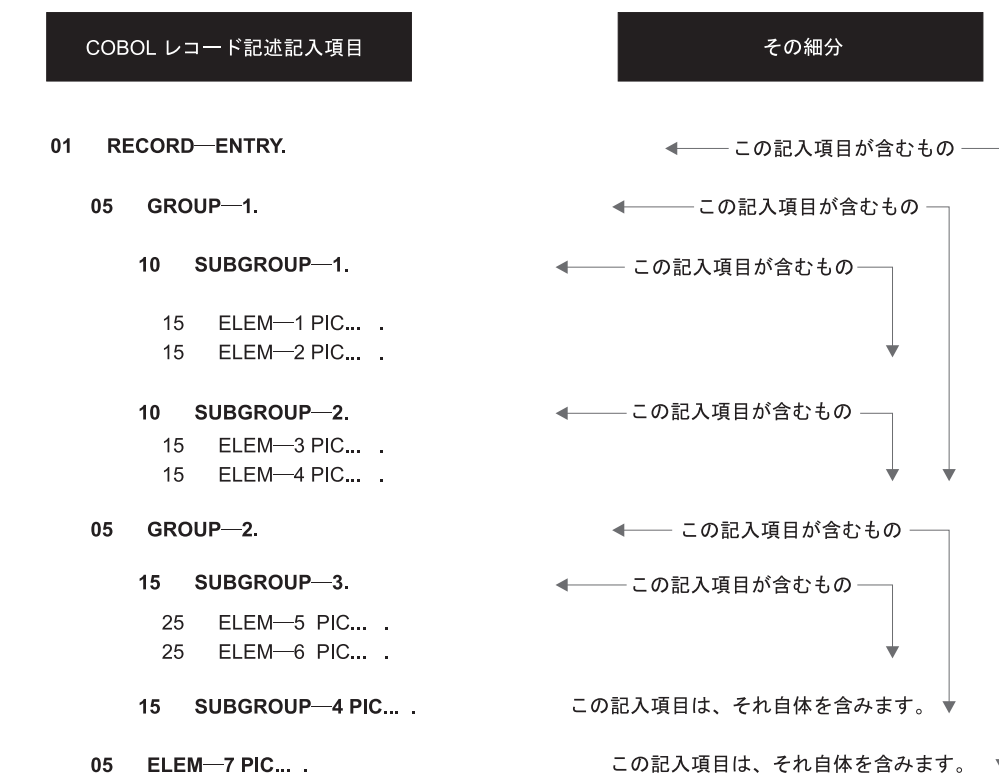 COBOL レコード記述記入項目 その細分
01 RECORD—ENTRY. この記入項目が含むもの
05 GROUP—1. この記入項目が含むもの
10 SUBGROUP—1. この記入項目が含むもの
15 ELEM—1 PIC... .
15 ELEM—2 PIC... .
10 SUBGROUP—2. この記入項目が含むもの
15 ELEM—3 PIC... .
15 ELEM—4 PIC... .
05 GROUP—2. この記入項目が含むもの
15 SUBGROUP—3. この記入項目が含むもの
25 ELEM—5 PIC... .
25 ELEM—6 PIC... .
15 SUBGROUP—4 PIC... . この記入項目は、それ自体を含みます。
05 ELEM—7 PIC... . この記入項目は、それ自体を含みます。